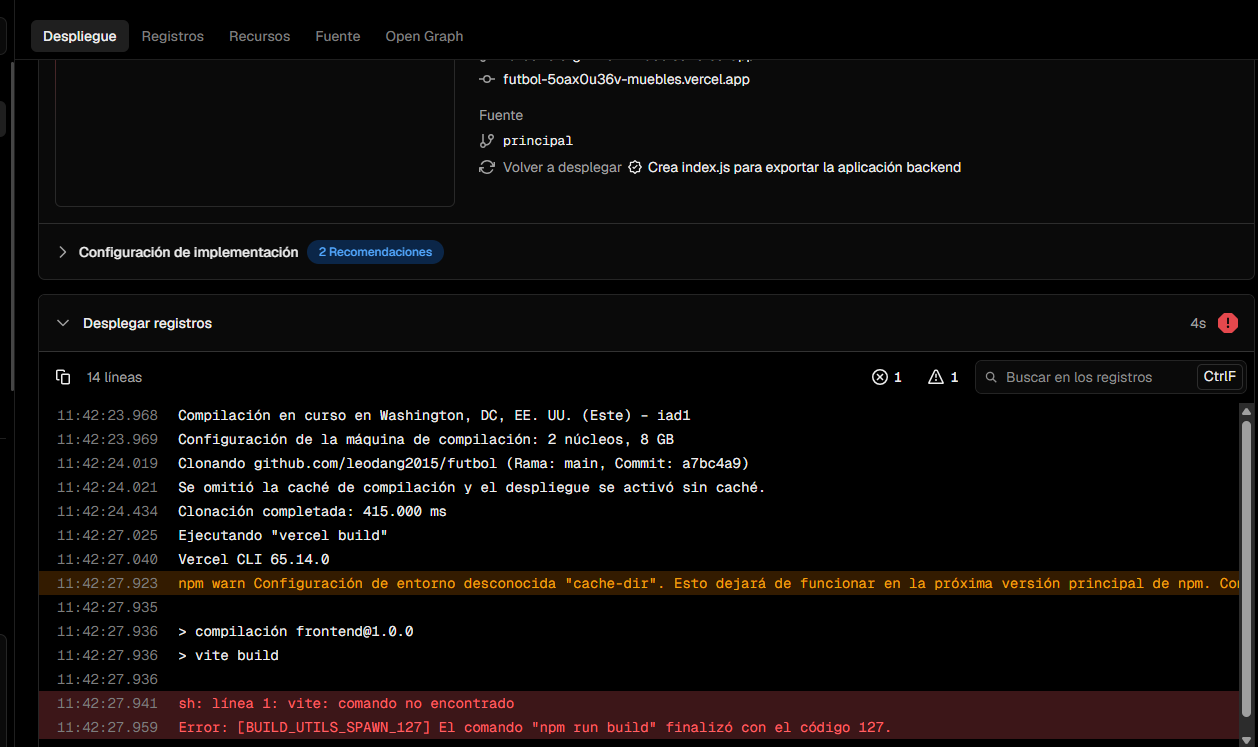 Despliegue Registros Recursos Fuente Open Graph
futbol-5oax0u36v-muebles.vercel.app
Fuente
principal
Volver a desplegar Crea index.js para exportar la aplicación backend
Configuración de implementación 2 Recomendaciones
Desplegar registros 4s
14 líneas 1 1 Buscar en los registros CtrlF
11:42:23.968 Compilación en curso en Washington, DC, EE. UU. (Este) – iad1
11:42:23.969 Configuración de la máquina de compilación: 2 núcleos, 8 GB
11:42:24.019 Clonando github.com/leodang2015/futbol (Rama: main, Commit: a7bc4a9)
11:42:24.021 Se omitió la caché de compilación y el despliegue se activó sin caché.
11:42:24.434 Clonación completada: 415.000 ms
11:42:27.025 Ejecutando "vercel build"
11:42:27.040 Vercel CLI 65.14.0
11:42:27.923 npm warn Configuración de entorno desconocida "cache-dir". Esto dejará de funcionar en la próxima versión principal de npm.
11:42:27.935
11:42:27.936 > compilación frontend@1.0.0
11:42:27.936 > vite build
11:42:27.936
11:42:27.941 sh: línea 1: vite: comando no encontrado
11:42:27.959 Error: [BUILD_UTILS_SPAWN_127] El comando "npm run build" finalizó con el código 127.